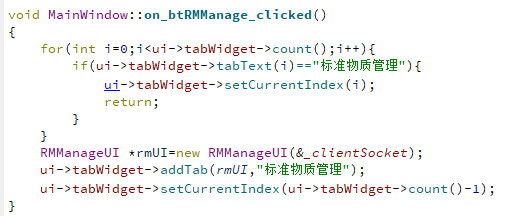 void MainWindow::on_btRMManage_clicked()
{
    for(int i=0;i<ui->tabWidget->count();i++){
        if(ui->tabWidget->tabText(i)=="标准物质管理"){
            ui->tabWidget->setCurrentIndex(i);
            return;
        }
    }
    RMManageUI *rmUI=new RMManageUI(&_clientSocket);
    ui->tabWidget->addTab(rmUI,"标准物质管理");
    ui->tabWidget->setCurrentIndex(ui->tabWidget->count()-1);
}